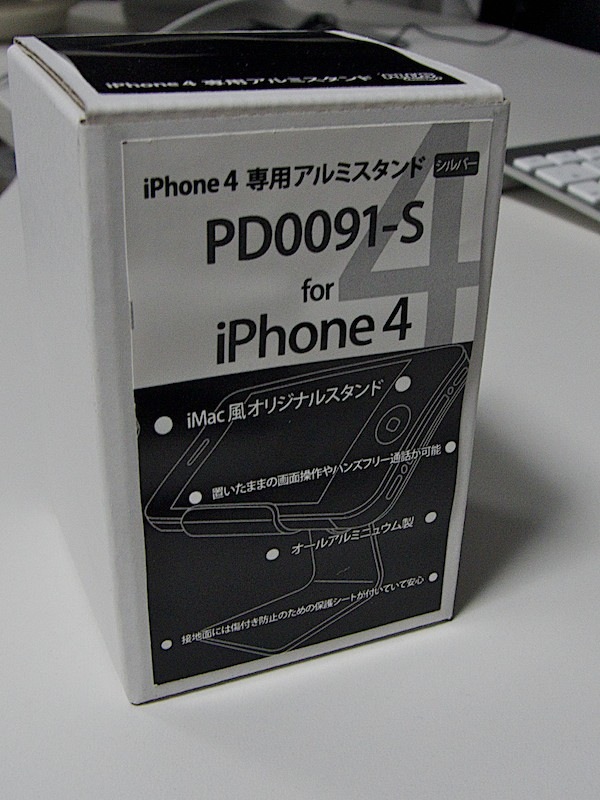 iPhone 4 専用アルミスタンド
iPhone 4 専用アルミスタンド シルバー
4
PD0091-S
for
iPhone 4
iMac風オリジナルスタンド
置いたままの画面操作やハンズフリー通話が可能
オールアルミニュウム製
接地面には傷付き防止のための保護シートが付いていて安心